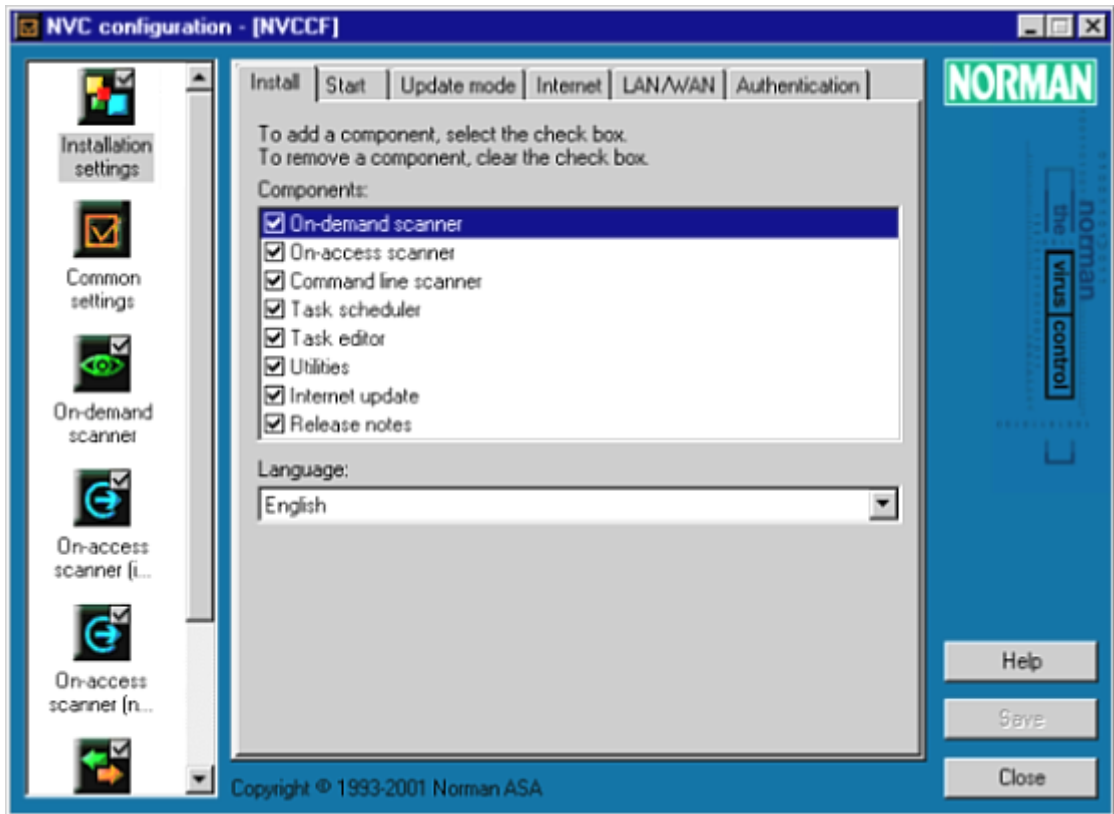 NVC configuration - [NVCCF]
Installation
settings
Common
settings
On-demand
scanner
On-access
scanner (i...
On-access
scanner (n...
Install Start Update mode Internet LAN/WAN Authentication
To add a component, select the check box.
To remove a component, clear the check box.
Components:
On-demand scanner
On-access scanner
Command line scanner
Task scheduler
Task editor
Utilities
Internet update
Release notes
Language:
English
Copyright © 1993-2001 Norman ASA
NORMAN
norman
the virus control
Help
Save
Close